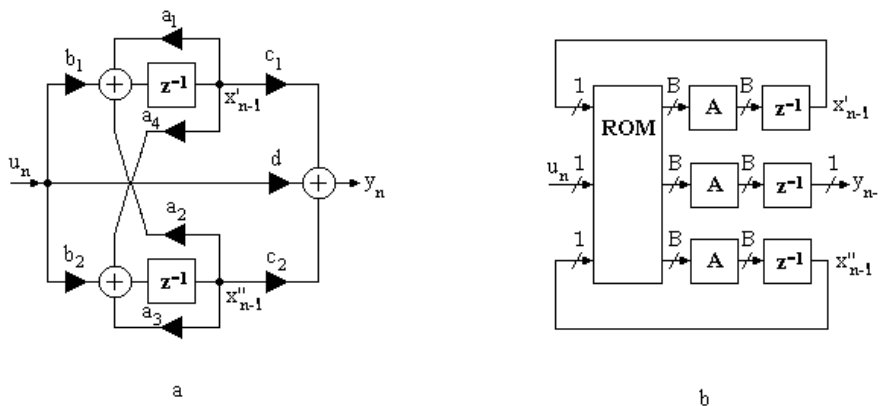 a1
b1
z-1
c1
x'n-1
a4
un
d
yn
a2
b2
z-1
c2
x''n-1
a3
a
1
B
A
B
z-1
x'n-1
ROM
un
1
B
A
B
z-1
1
yn-
1
B
A
B
z-1
x''n-1
b